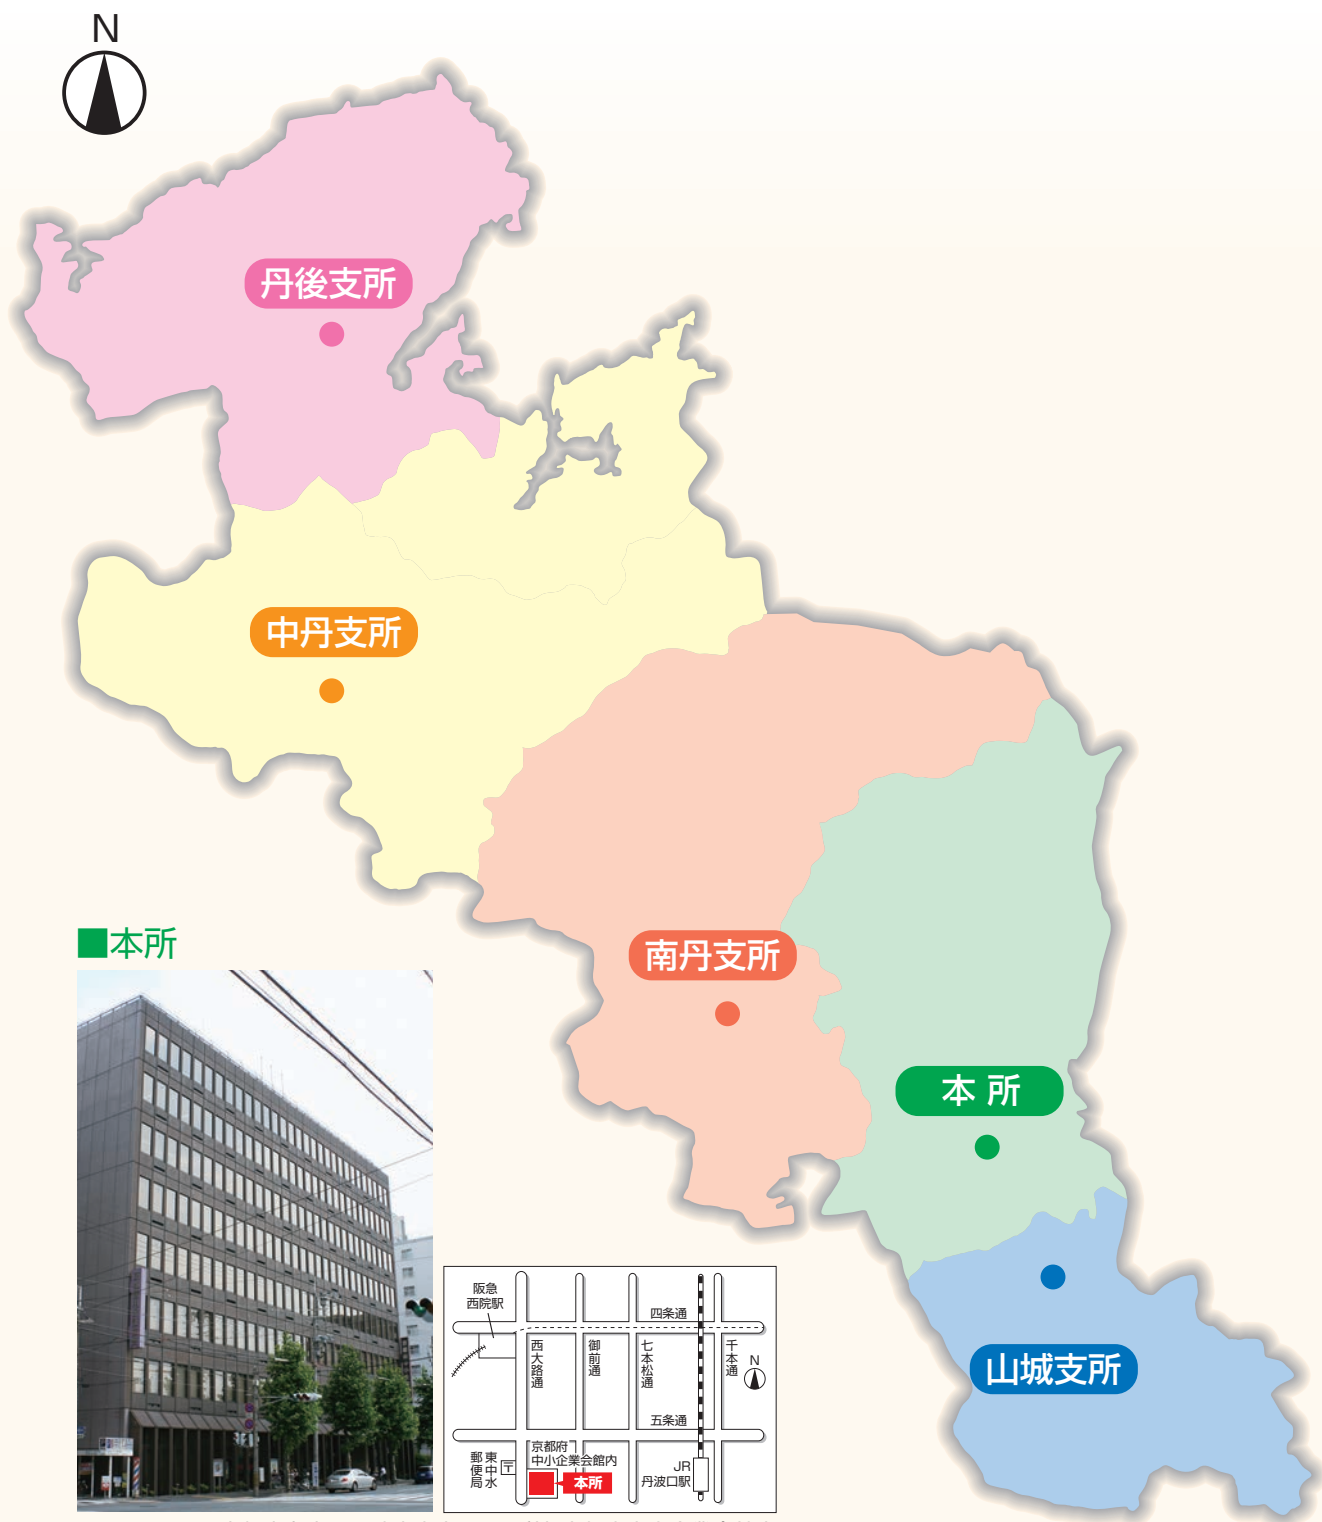 N
丹後支所
中丹支所
南丹支所
■本所
本 所
山城支所
阪急
西院駅
四条通
西大路通
御前通
七本松通
千本通
N
五条通
京都府
中小企業会館内
東中水
郵便局
〒
本所
JR
丹波口駅